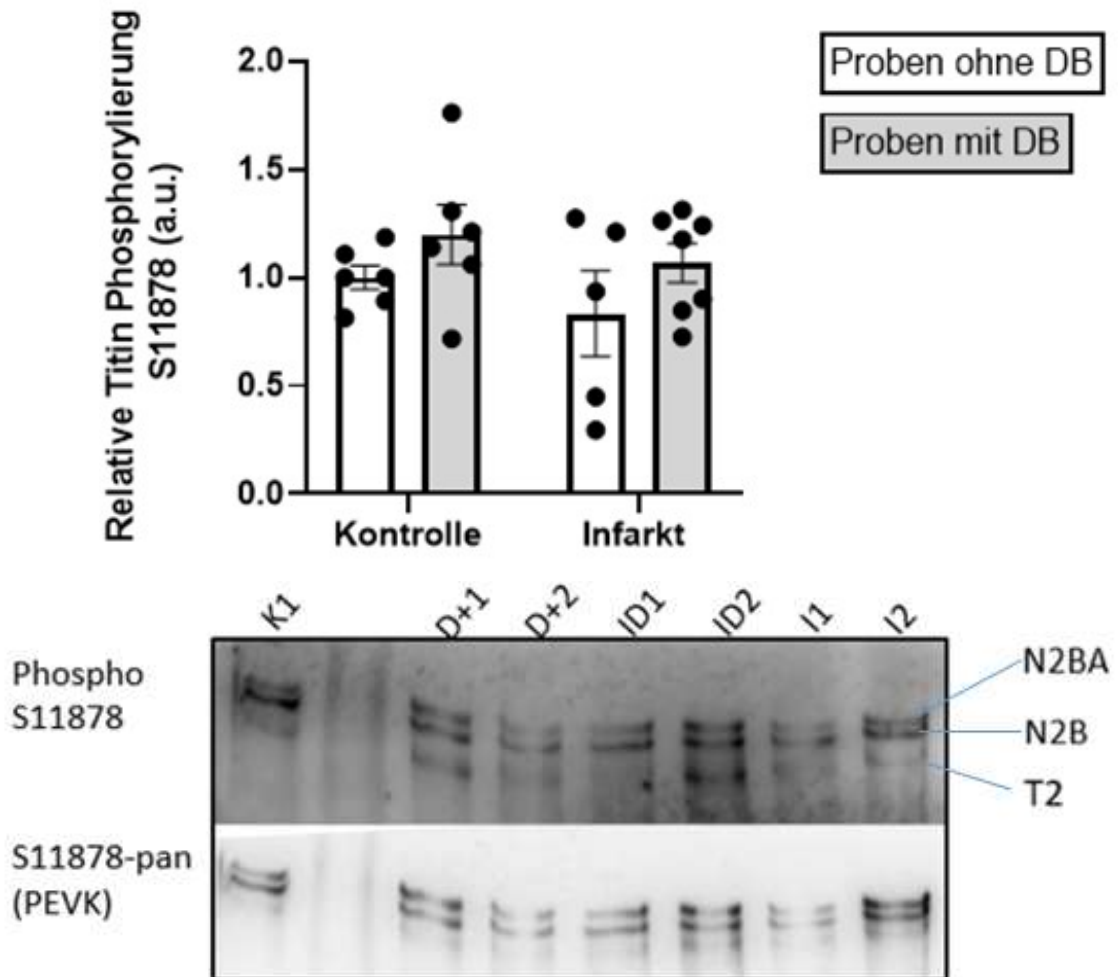 Relative Titin Phosphorylierung
S11878 (a.u.)
2.0
1.5
1.0
0.5
0.0
Kontrolle
Infarkt
Proben ohne DB
Proben mit DB
K1
D+1
D+2
ID1
ID2
I1
I2
Phospho
S11878
N2BA
N2B
T2
S11878-pan
(PEVK)